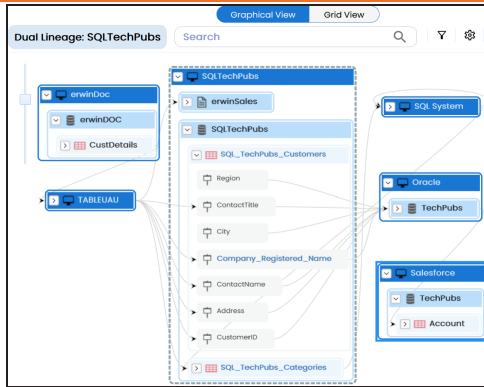 Graphical View Grid View
Dual Lineage: SQLTechPubs Search
erwinDoc
erwinDOC
CustDetails
TABLEUAU
SQLTechPubs
erwinSales
SQLTechPubs
SQL_TechPubs_Customers
Region
ContactTitle
City
Company_Registered_Name
ContactName
Address
CustomerID
SQL_TechPubs_Categories
SQL System
Oracle
TechPubs
Salesforce
TechPubs
Account